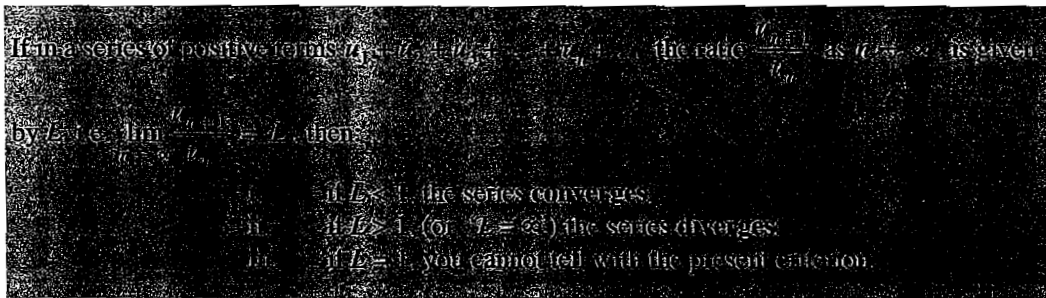 If in a series of positive terms u₁ + u₂ + u₃ + ... + uₙ + ... the ratio uₙ₊₁/uₙ as n → ∞ is given
by L, i.e. lim n→∞ uₙ₊₁/uₙ = L, then
i. if L < 1, the series converges;
ii. if L > 1, (or "L = ∞") the series diverges;
iii. if L = 1, you cannot tell with the present criterion.